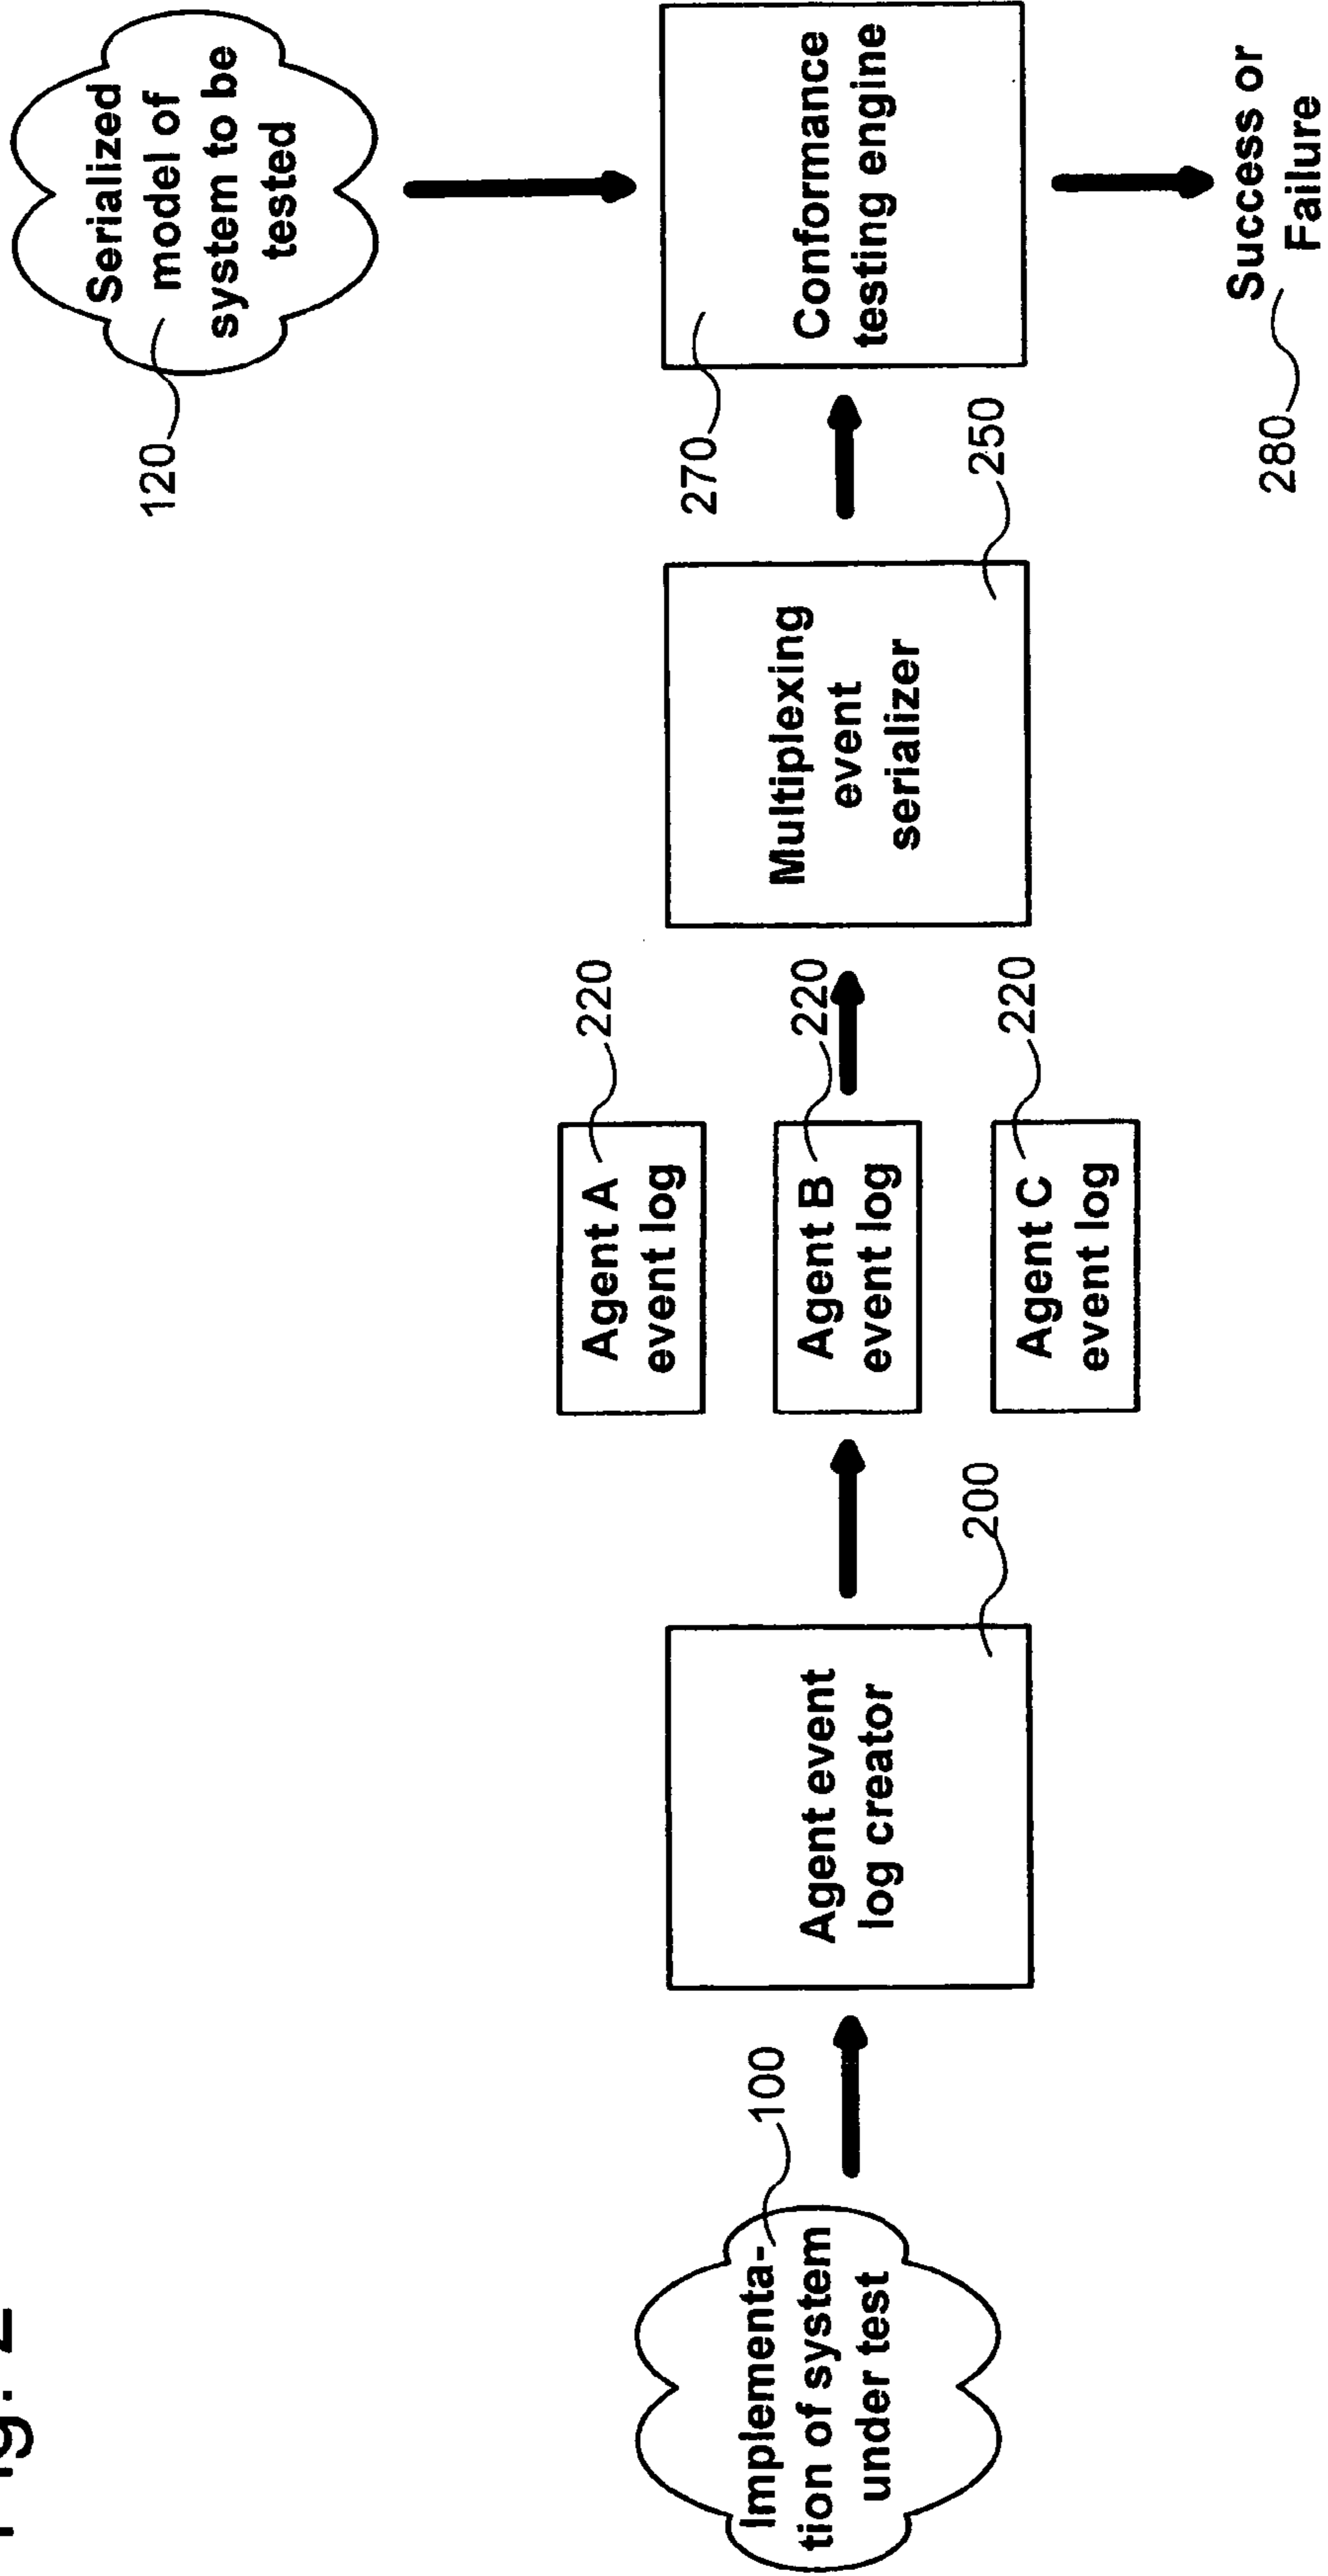 Fig. 2
Serialized
model of
system to be
tested
120
Implementa-
tion of system
under test
100
Agent event
log creator
200
Agent A
event log
220
Agent B
event log
220
Agent C
event log
220
Multiplexing
event
serializer
250
Conformance
testing engine
270
Success or
Failure
280